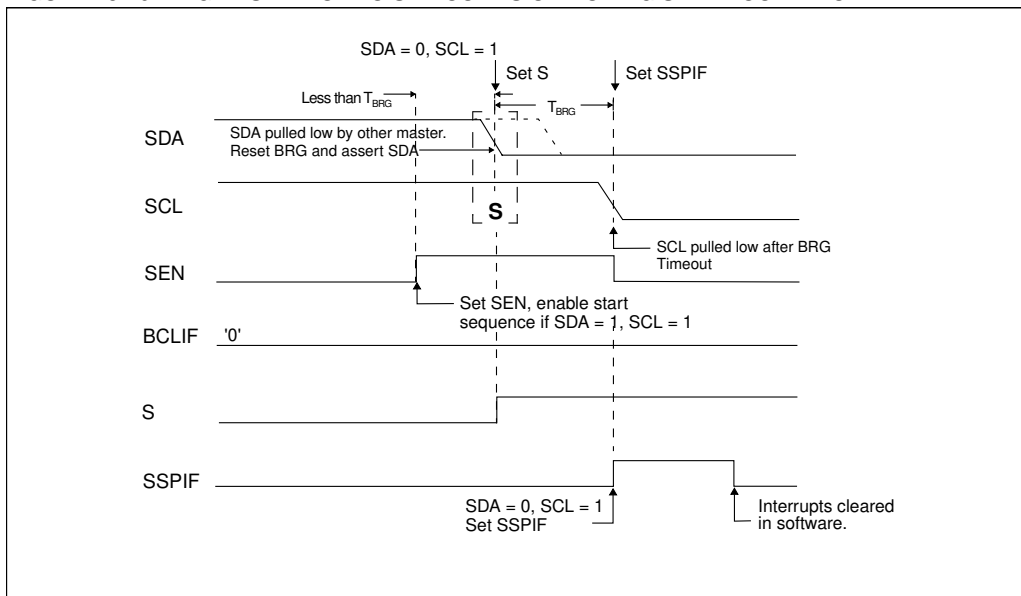 SDA = 0, SCL = 1
Set S
Set SSPIF
Less than TBRG
TBRG
SDA
SDA pulled low by other master.
Reset BRG and assert SDA
SCL
S
SCL pulled low after BRG
Timeout
SEN
Set SEN, enable start
sequence if SDA = 1, SCL = 1
BCLIF
'0'
S
SSPIF
SDA = 0, SCL = 1
Set SSPIF
Interrupts cleared
in software.